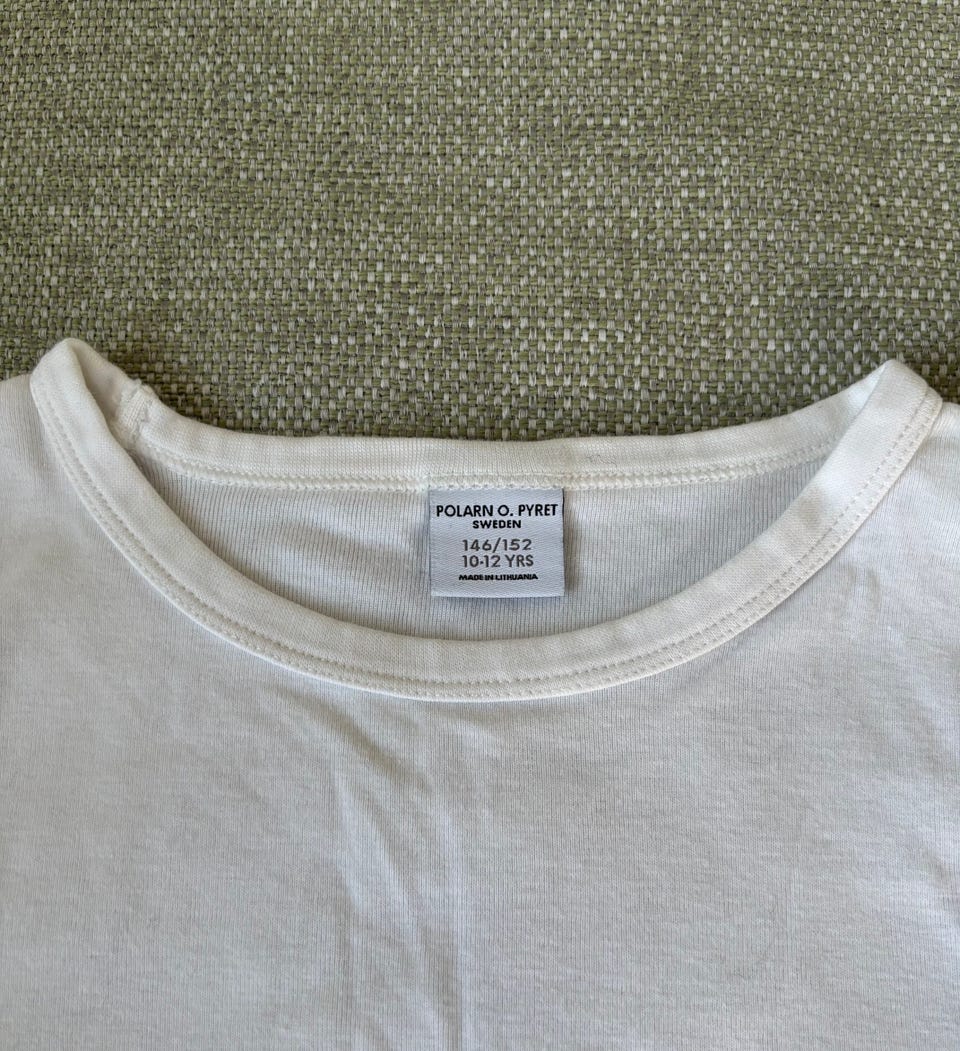 POLARN O. PYRET
SWEDEN
146/152
10-12 YRS
MADE IN LITHUANIA